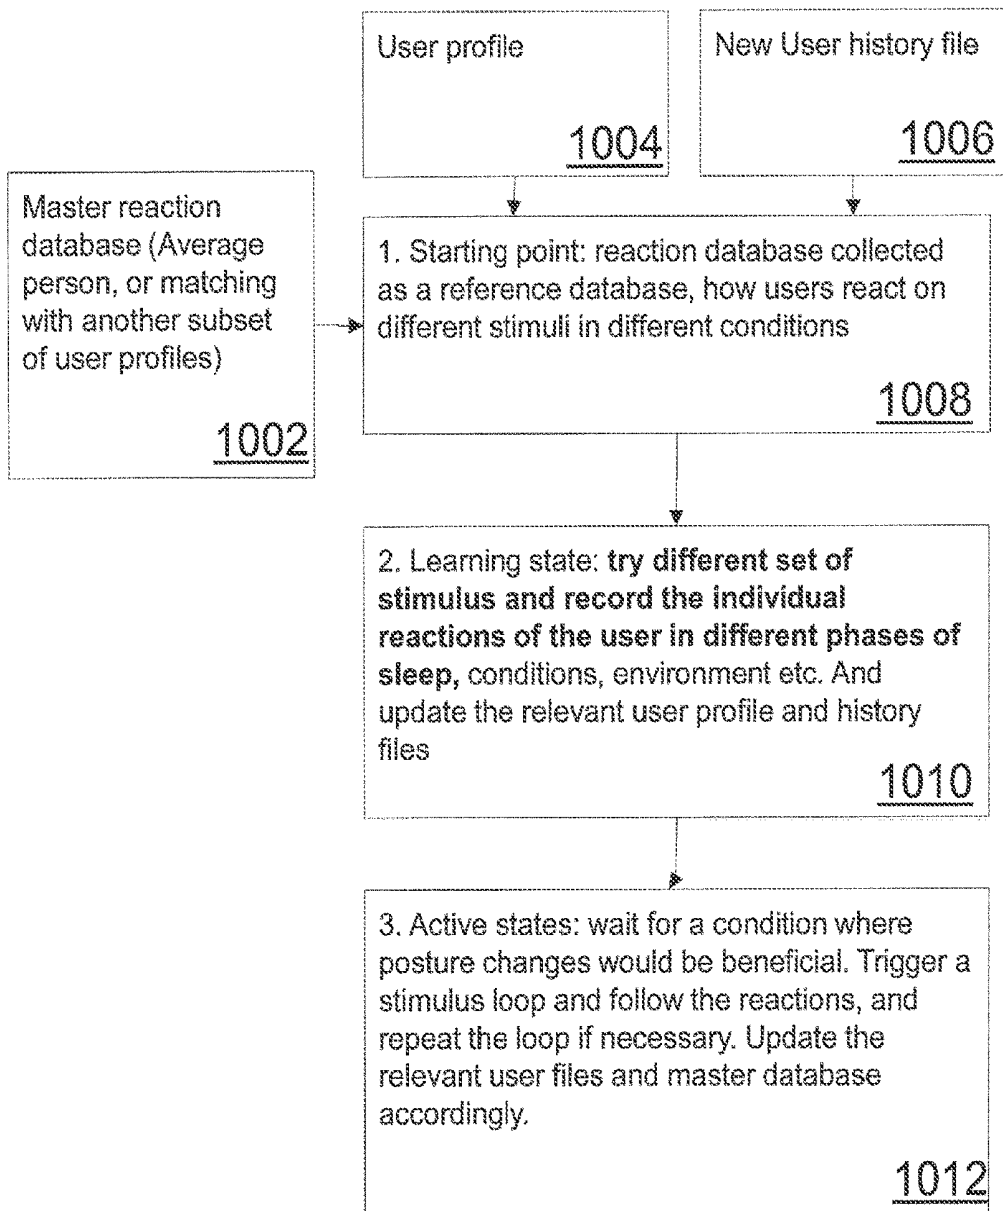 User profile
1004
New User history file
1006
Master reaction
database (Average
person, or matching
with another subset
of user profiles)
1002
1. Starting point: reaction database collected
as a reference database, how users react on
different stimuli in different conditions
1008
2. Learning state: try different set of
stimulus and record the individual
reactions of the user in different phases of
sleep, conditions, environment etc. And
update the relevant user profile and history
files
1010
3. Active states: wait for a condition where
posture changes would be beneficial. Trigger a
stimulus loop and follow the reactions, and
repeat the loop if necessary. Update the
relevant user files and master database
accordingly.
1012